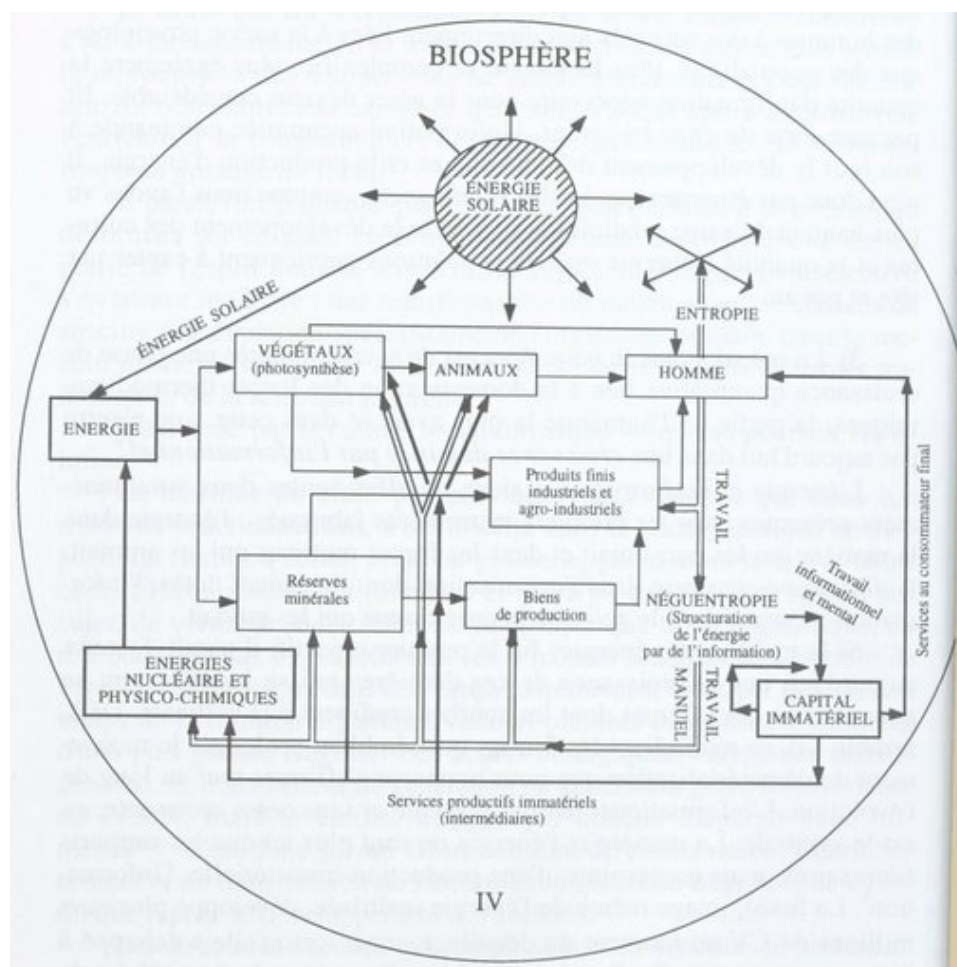 BIOSPHÈRE
ÉNERGIE
SOLAIRE
ÉNERGIE SOLAIRE
ENTROPIE
VÉGÉTAUX
(photosynthèse)
ANIMAUX
HOMME
ENERGIE
Produits finis
industriels et
agro-industriels
TRAVAIL
Réserves
minérales
Biens
de production
NÉGUENTROPIE
(Structuration
de l'énergie
par de l'information)
Travail
informationnel
et mental
Services au consommateur final
ENERGIES
NUCLÉAIRE ET
PHYSICO-CHIMIQUES
TRAVAIL
MANUEL
CAPITAL
IMMATÉRIEL
Services productifs immatériels
(intermédiaires)
IV